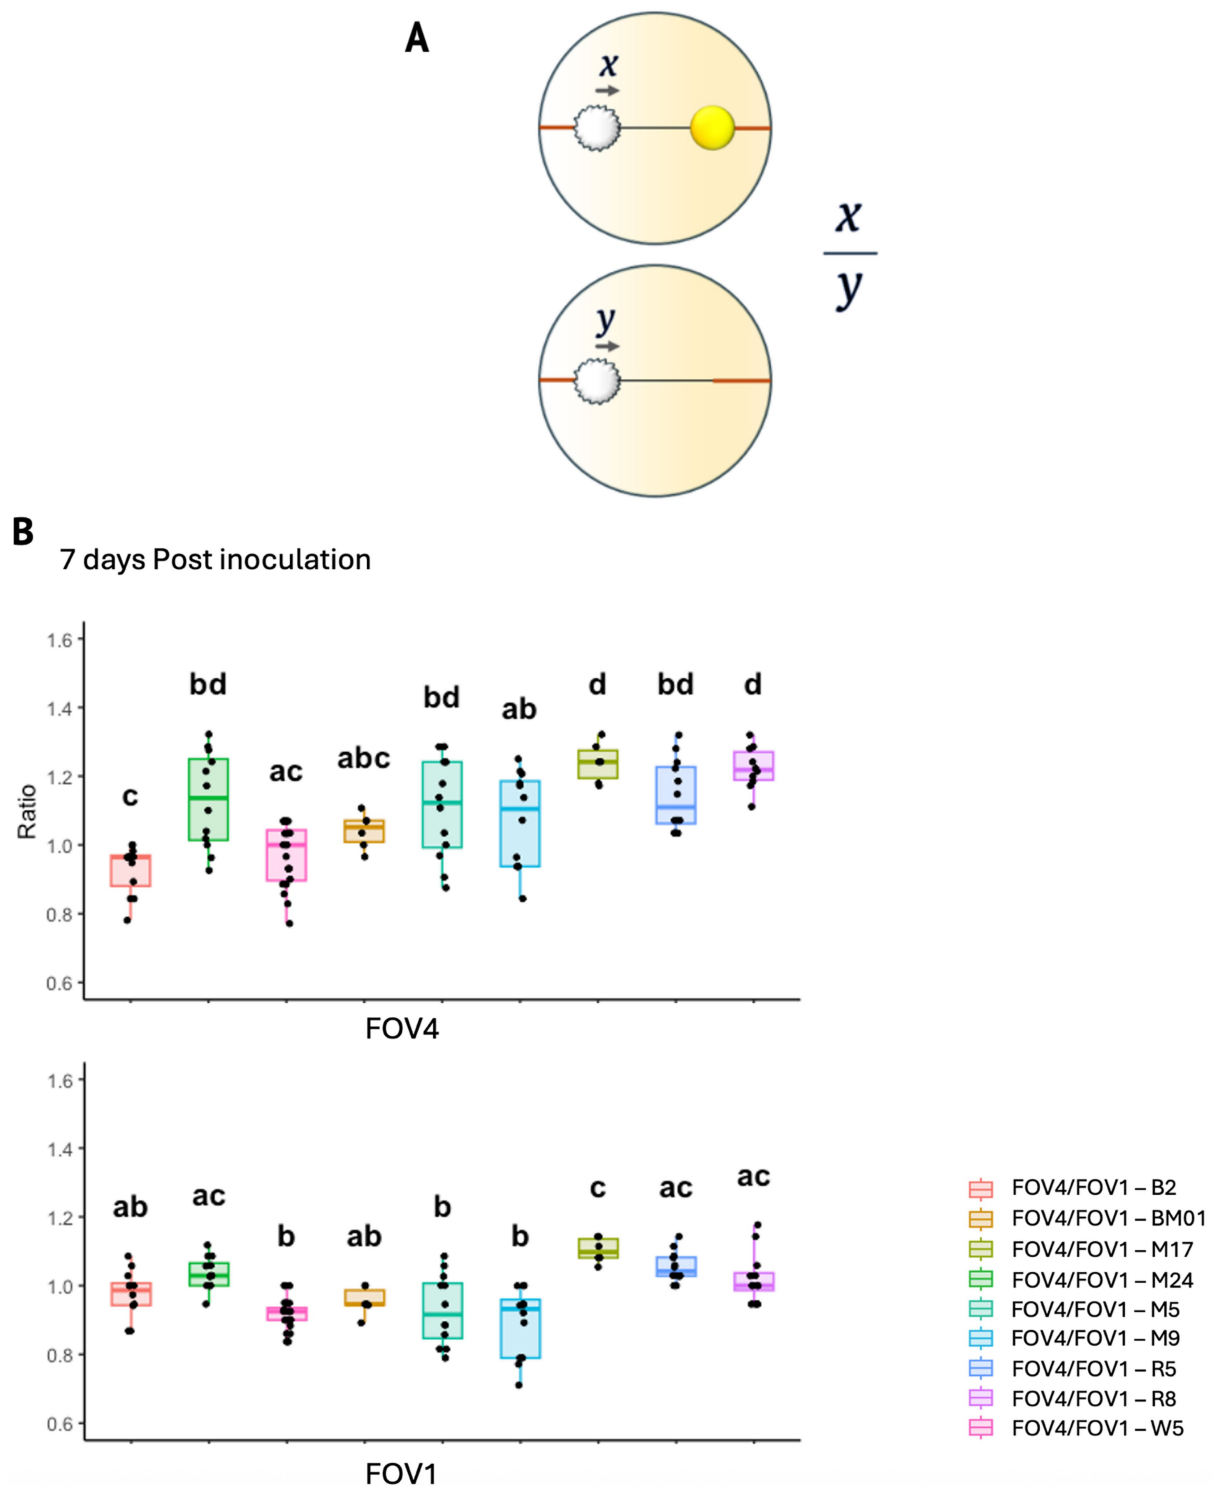 A
x
x
y
y
B
7 days Post inoculation
Ratio
1.6
1.4
1.2
1.0
0.8
0.6
c
bd
ac
abc
bd
ab
d
bd
d
FOV4
1.6
1.4
1.2
1.0
0.8
0.6
ab
ac
b
ab
b
b
c
ac
ac
FOV1
FOV4/FOV1 – B2
FOV4/FOV1 – BM01
FOV4/FOV1 – M17
FOV4/FOV1 – M24
FOV4/FOV1 – M5
FOV4/FOV1 – M9
FOV4/FOV1 – R5
FOV4/FOV1 – R8
FOV4/FOV1 – W5